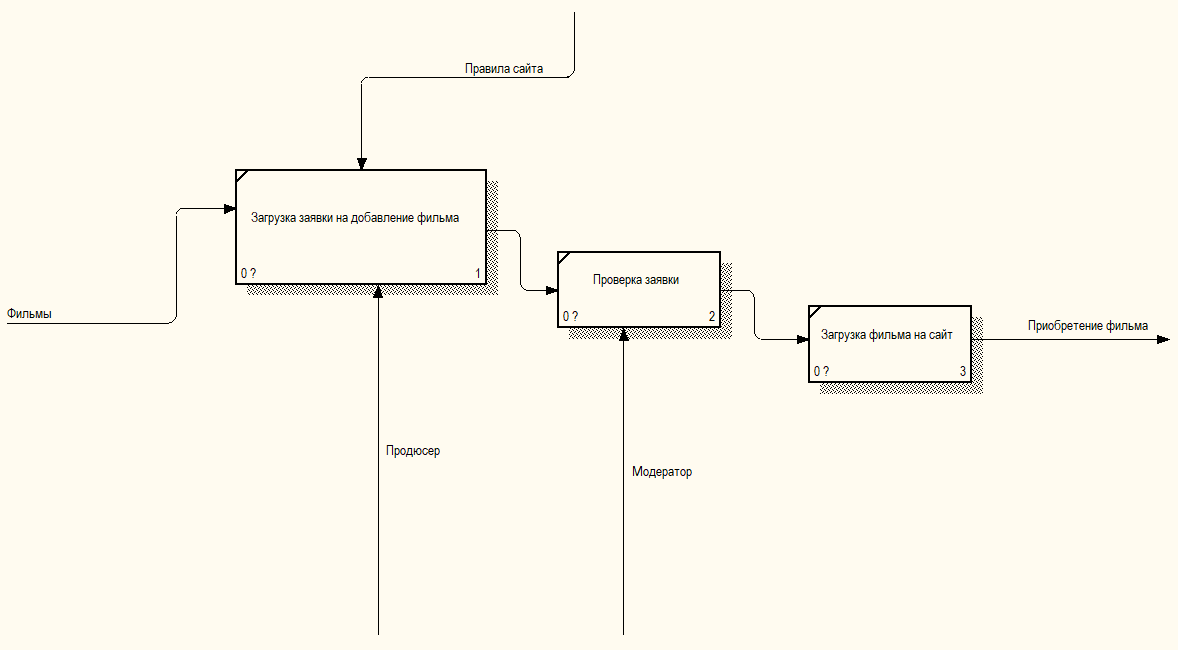 Правила сайта
Загрузка заявки на добавление фильма
0 ?
1
Фильмы
Проверка заявки
0 ?
2
Загрузка фильма на сайт
0 ?
3
Приобретение фильма
Продюсер
Модератор